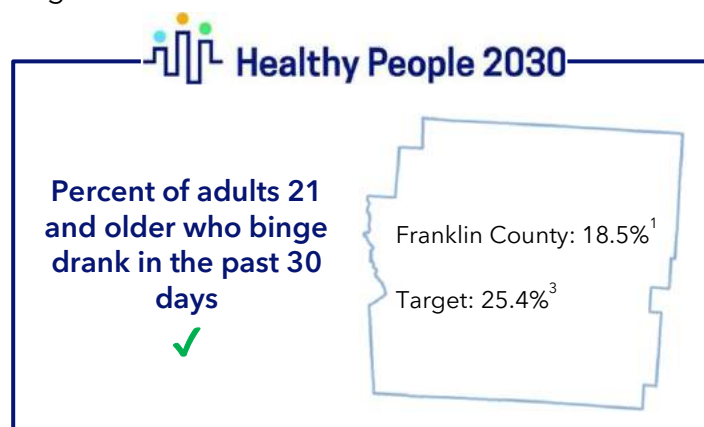 Healthy People 2030
Percent of adults 21
and older who binge
drank in the past 30
days
Franklin County: 18.5%1
Target: 25.4%3